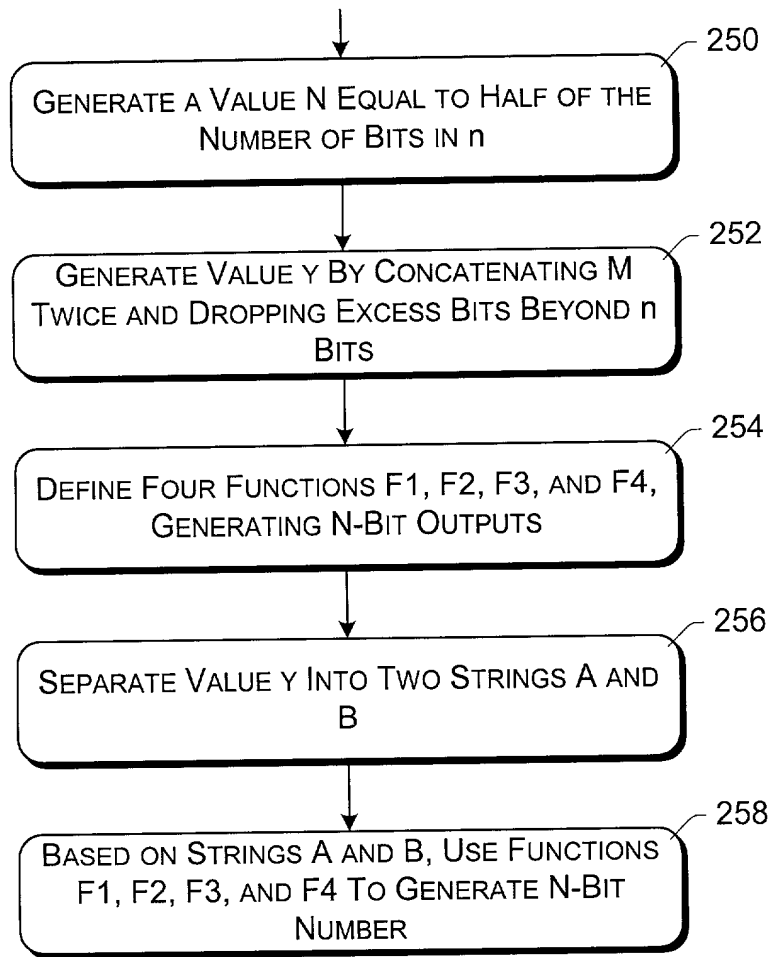 250
GENERATE A VALUE N EQUAL TO HALF OF THE
NUMBER OF BITS IN n
252
GENERATE VALUE Y BY CONCATENATING M
TWICE AND DROPPING EXCESS BITS BEYOND n
BITS
254
DEFINE FOUR FUNCTIONS F1, F2, F3, AND F4,
GENERATING N-BIT OUTPUTS
256
SEPARATE VALUE Y INTO TWO STRINGS A AND
B
258
BASED ON STRINGS A AND B, USE FUNCTIONS
F1, F2, F3, AND F4 TO GENERATE N-BIT
NUMBER